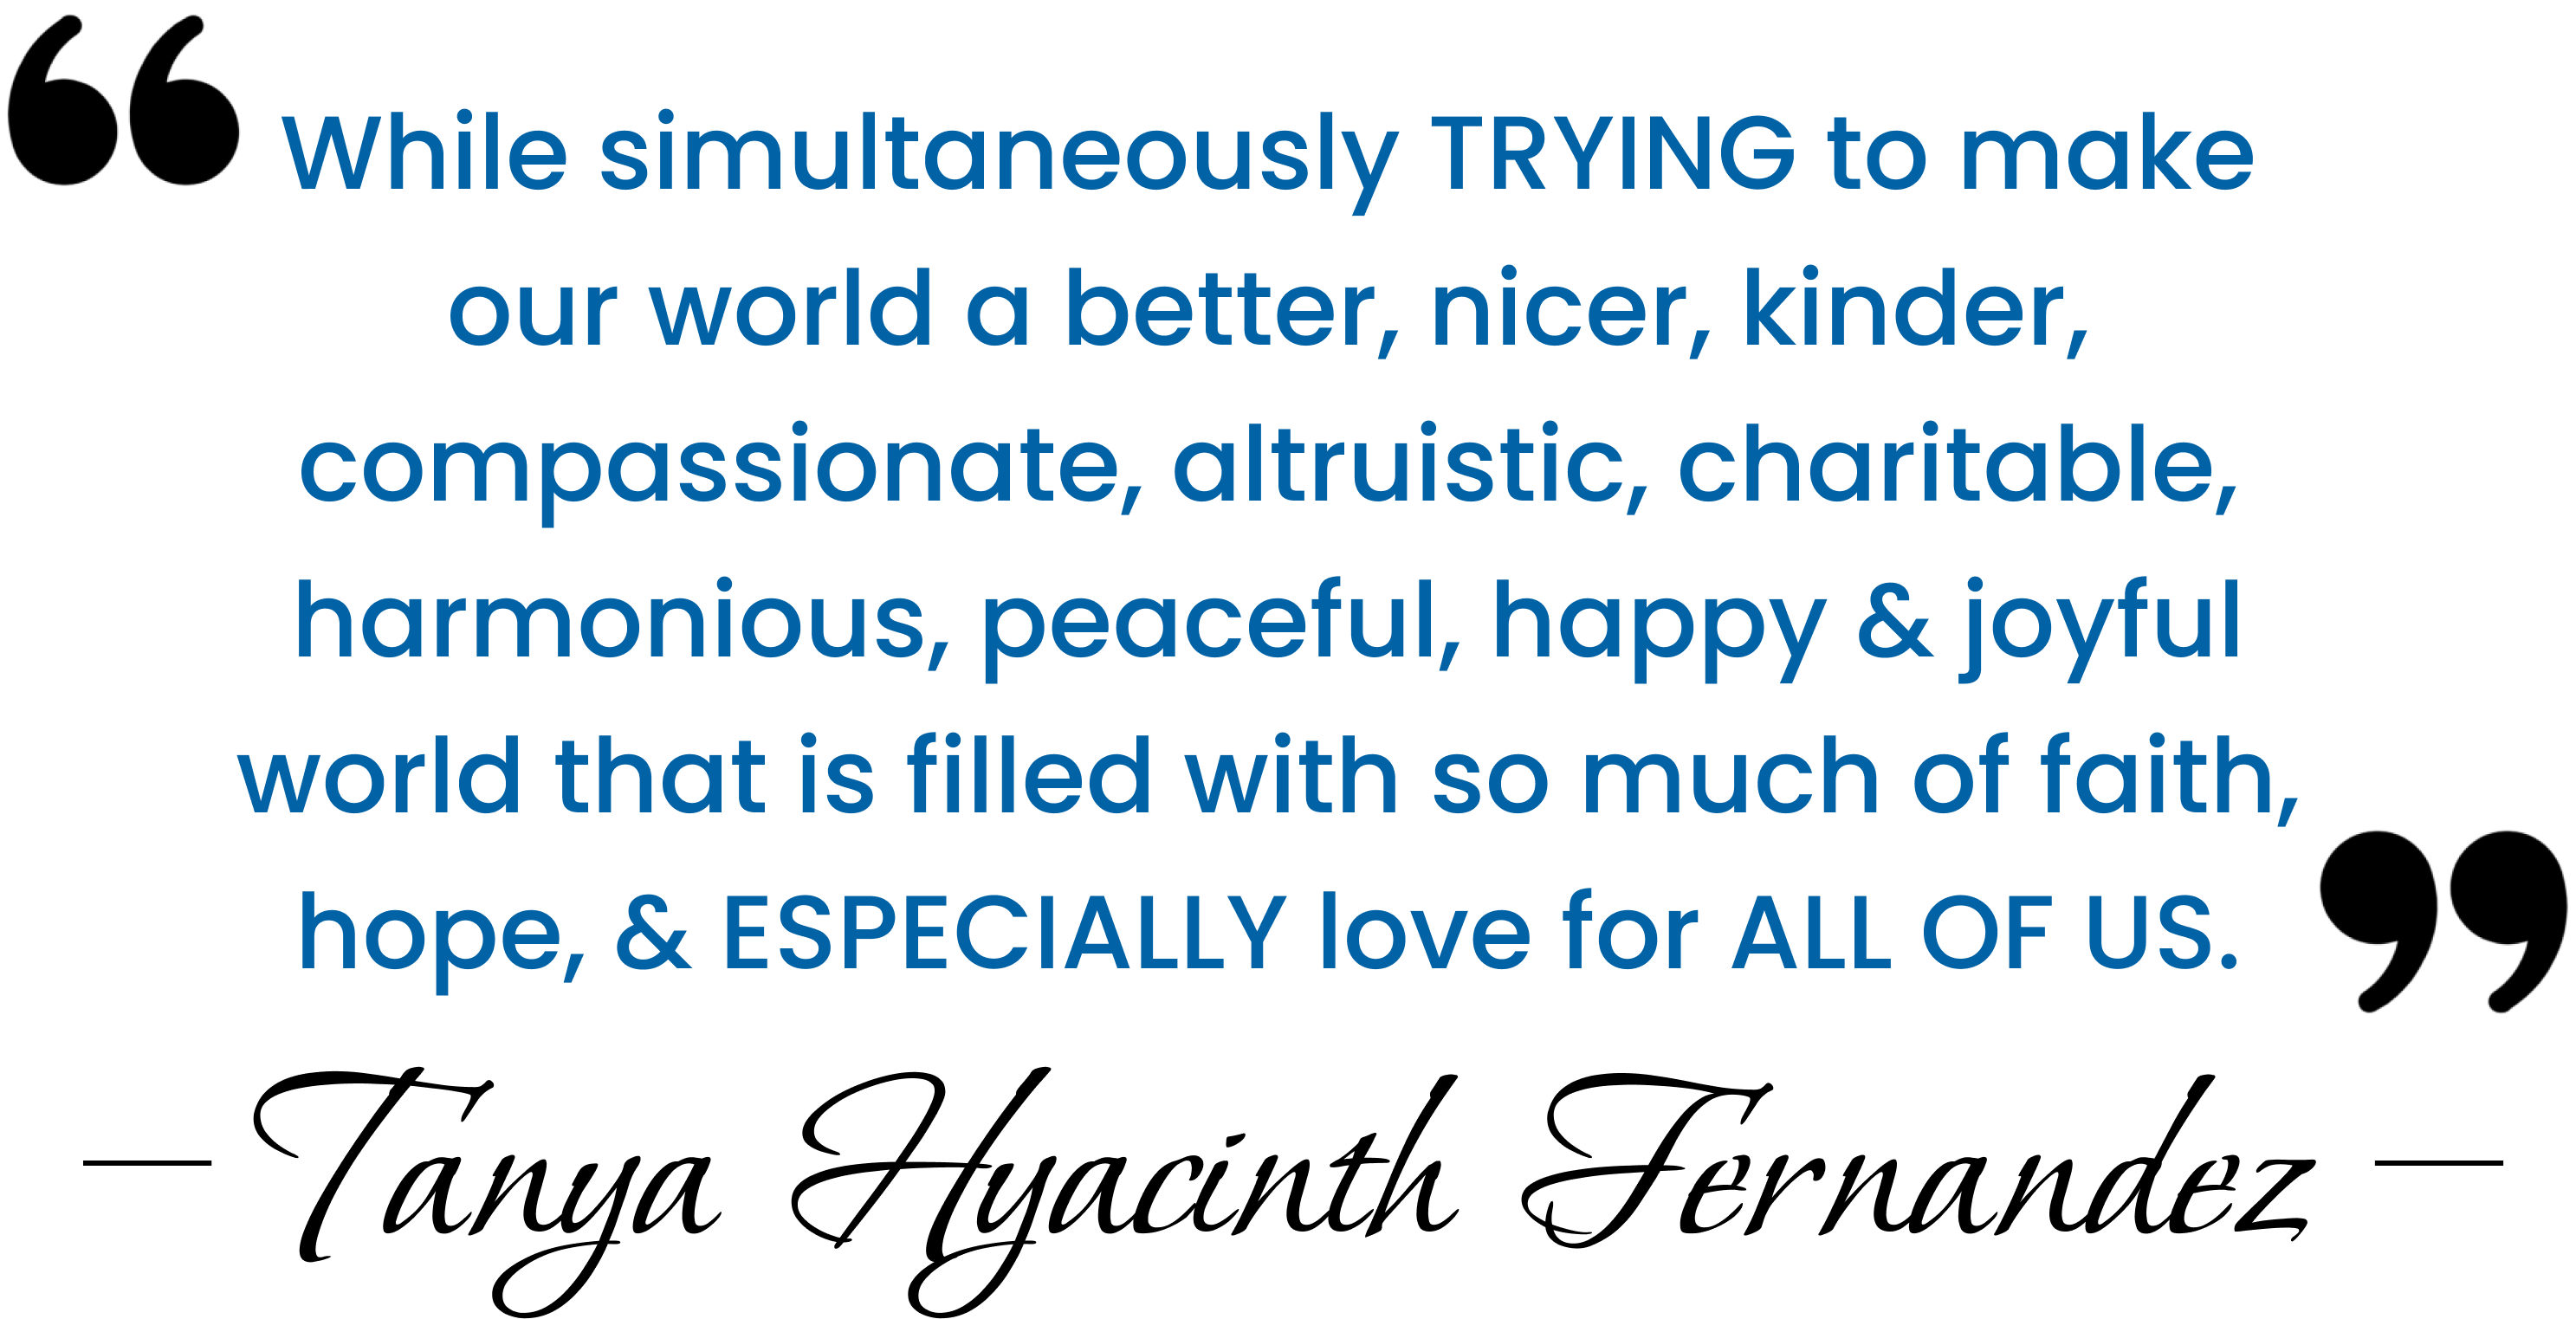 “While simultaneously TRYING to make
our world a better, nicer, kinder,
compassionate, altruistic, charitable,
harmonious, peaceful, happy & joyful
world that is filled with so much of faith,
hope, & ESPECIALLY love for ALL OF US.”
— Tanya Hyacinth Fernandez —